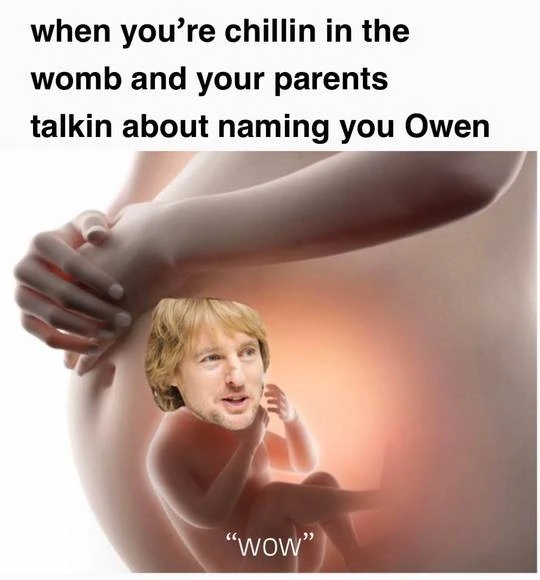 when you’re chillin in the
womb and your parents
talkin about naming you Owen
“wow”